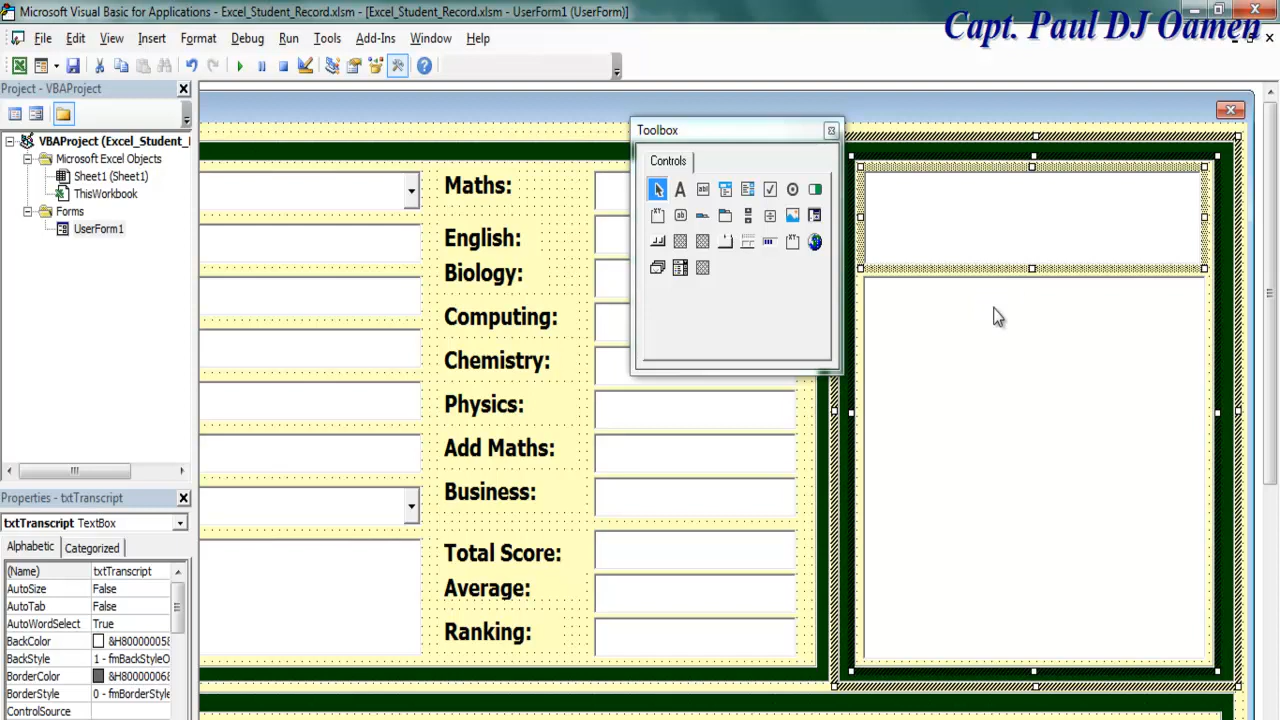 Microsoft Visual Basic for Applications - Excel_Student_Record.xlsm - [Excel_Student_Record.xlsm - UserForm1 (UserForm)]
Capt. Paul DJ Oamen
File Edit View Insert Format Debug Run Tools Add-Ins Window Help
Project - VBAProject
VBAProject (Excel_Student_
Microsoft Excel Objects
Sheet1 (Sheet1)
ThisWorkbook
Forms
UserForm1
Properties - txtTranscript
txtTranscript TextBox
Alphabetic Categorized
(Name) txtTranscript
AutoSize False
AutoTab False
AutoWordSelect True
BackColor &H80000005
BackStyle 1 - fmBackStyleO
BorderColor &H80000006
BorderStyle 0 - fmBorderStyle
ControlSource
Maths:
English:
Biology:
Computing:
Chemistry:
Physics:
Add Maths:
Business:
Total Score:
Average:
Ranking:
Toolbox
Controls